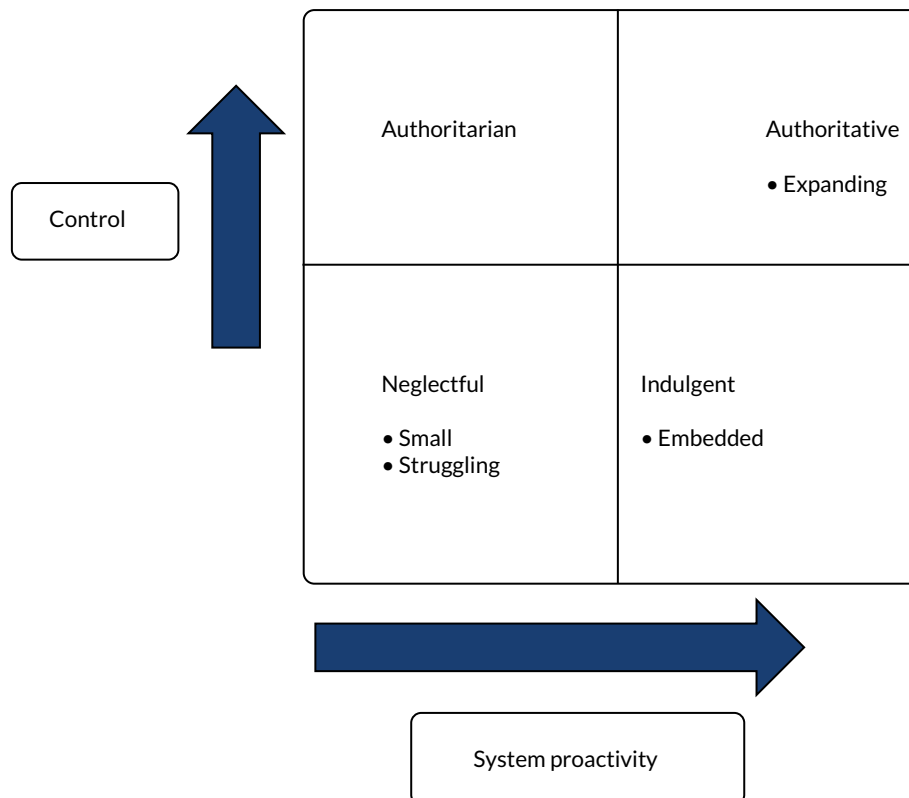 Authoritarian
Authoritative
• Expanding
Control
Neglectful
• Small
• Struggling
Indulgent
• Embedded
System proactivity